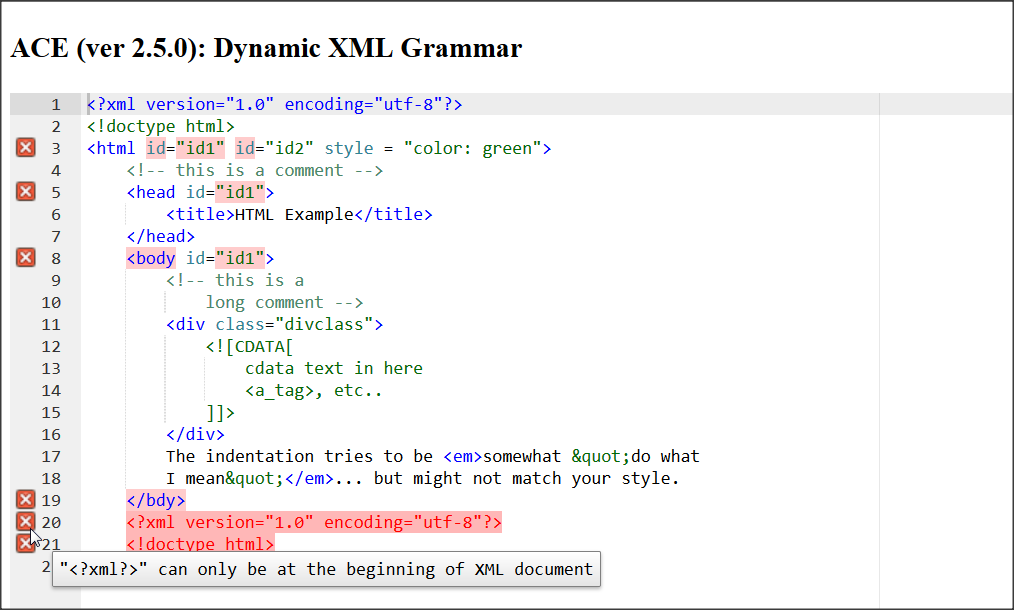 ACE (ver 2.5.0): Dynamic XML Grammar
1 <?xml version="1.0" encoding="utf-8"?>
2 <!doctype html>
3 <html id="id1" id="id2" style = "color: green">
4 <!-- this is a comment -->
5 <head id="id1">
6 <title>HTML Example</title>
7 </head>
8 <body id="id1">
9 <!-- this is a
10 long comment -->
11 <div class="divclass">
12 <![CDATA[
13 cdata text in here
14 <a_tag>, etc..
15 ]]>
16 </div>
17 The indentation tries to be <em>somewhat &quot;do what
18 I mean&quot;</em>... but might not match your style.
19 </bdy>
20 <?xml version="1.0" encoding="utf-8"?>
21 <!doctype html>
"<?xml?>" can only be at the beginning of XML document